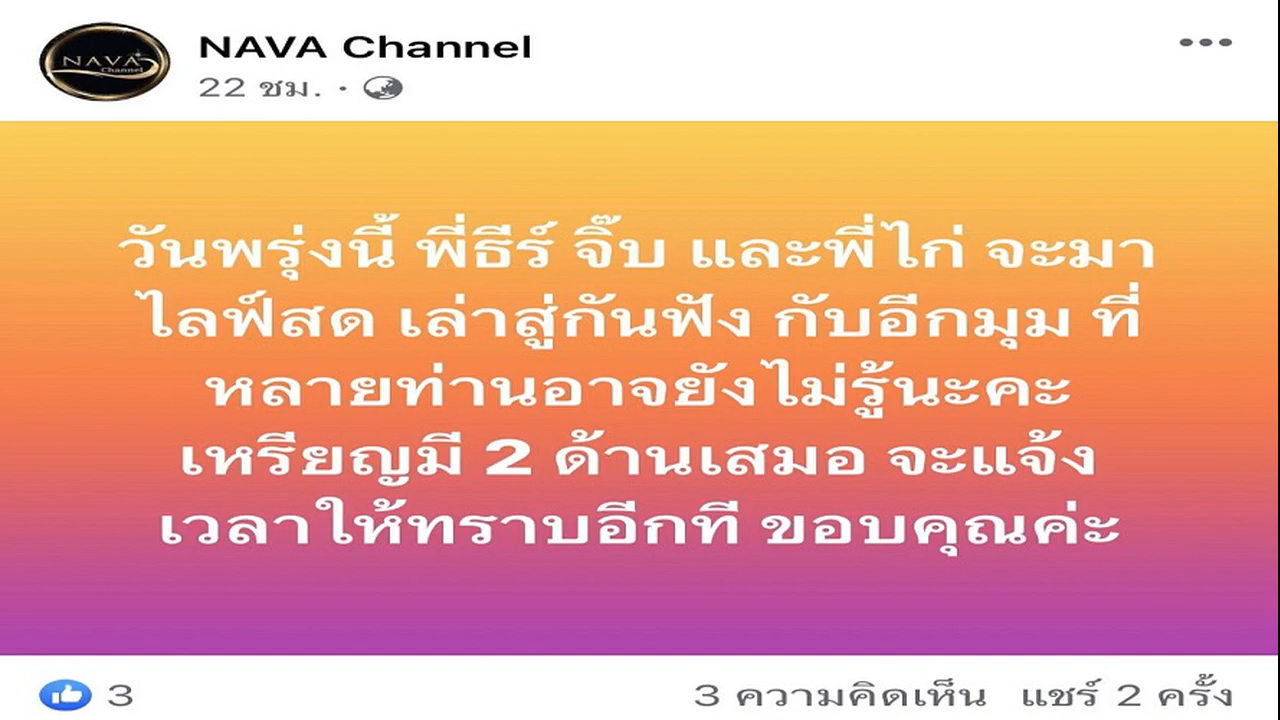 NAVA
Channel
NAVA Channel
22 ชม. ·
วันพรุ่งนี้ พี่ธีร์ จิ๊บ และพี่ไก่ จะมา
ไลฟ์สด เล่าสู่กันฟัง กับอีกมุม ที่
หลายท่านอาจยังไม่รู้นะคะ
เหรียญมี 2 ด้านเสมอ จะแจ้ง
เวลาให้ทราบอีกที ขอบคุณค่ะ
3
3 ความคิดเห็น แชร์ 2 ครั้ง